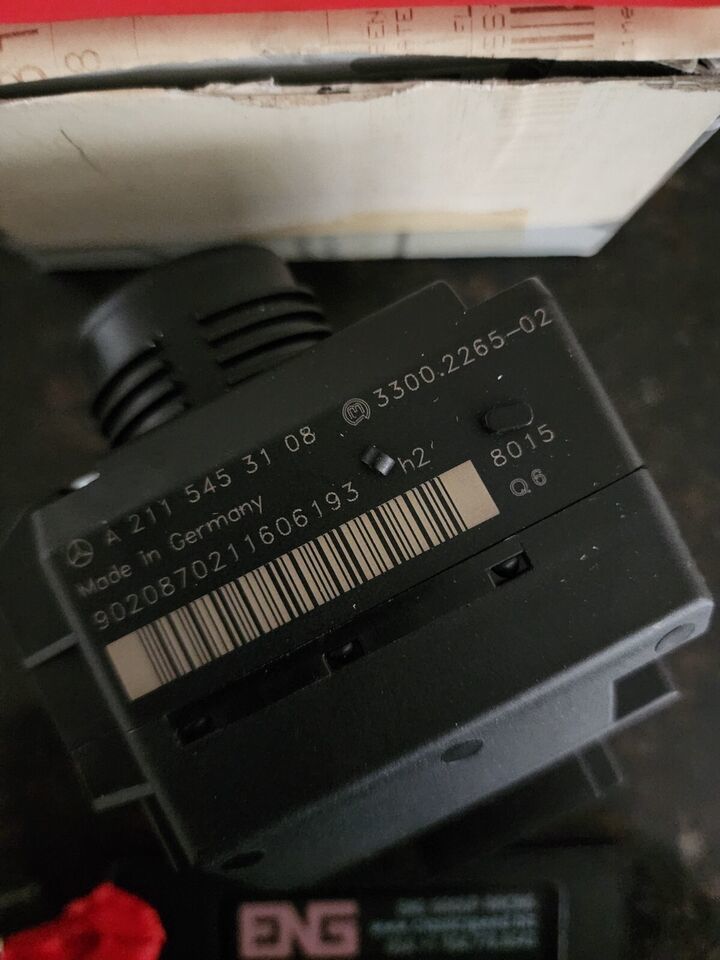 A 211 545 31 08 3300.2265-02
Made in Germany
9020870211606193 h2
8015
Q6
ENG